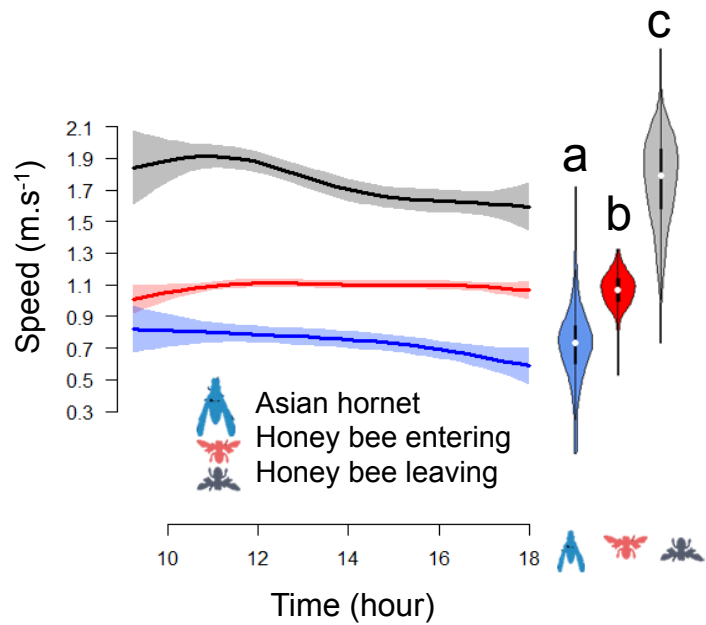 c
a
b
Speed (m.s-1)
2.1
1.9
1.7
1.5
1.3
1.1
0.9
0.7
0.5
0.3
Asian hornet
Honey bee entering
Honey bee leaving
10 12 14 16 18
Time (hour)